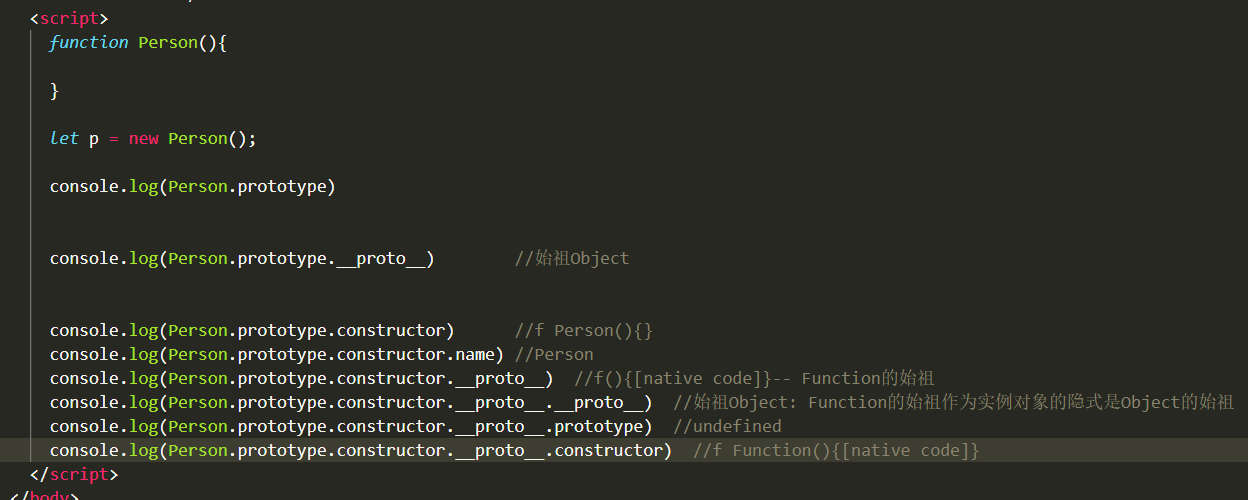 <script>
function Person(){
}
let p = new Person();
console.log(Person.prototype)
console.log(Person.prototype.__proto__) //始祖Object
console.log(Person.prototype.constructor) //f Person(){}
console.log(Person.prototype.constructor.name) //Person
console.log(Person.prototype.constructor.__proto__) //f(){[native code]}-- Function的始祖
console.log(Person.prototype.constructor.__proto__.__proto__) //始祖Object: Function的始祖作为实例对象的隐式是Object的始祖
console.log(Person.prototype.constructor.__proto__.prototype) //undefined
console.log(Person.prototype.constructor.__proto__.constructor) //f Function(){[native code]}
</script>
</body>